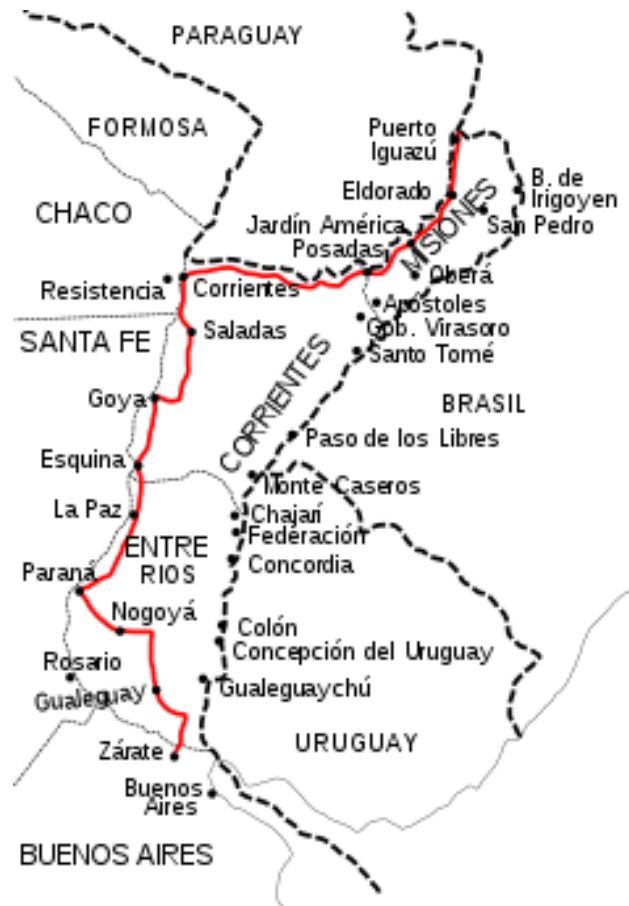 PARAGUAY
FORMOSA
Puerto
Iguazú
Eldorado
B. de
Irigoyen
CHACO
MISIONES
San Pedro
Jardín América
Posadas
Oberá
Resistencia
Corrientes
Apóstoles
Gob. Virasoro
SANTA FE
Saladas
Santo Tomé
CORRIENTES
Goya
BRASIL
Paso de los Libres
Esquina
Monte Caseros
La Paz
Chajarí
Federación
ENTRE
RIOS
Concordia
Paraná
Nogoyá
Colón
Concepción del Uruguay
Rosario
Gualeguay
Gualeguaychú
URUGUAY
Zárate
Buenos
Aires
BUENOS AIRES